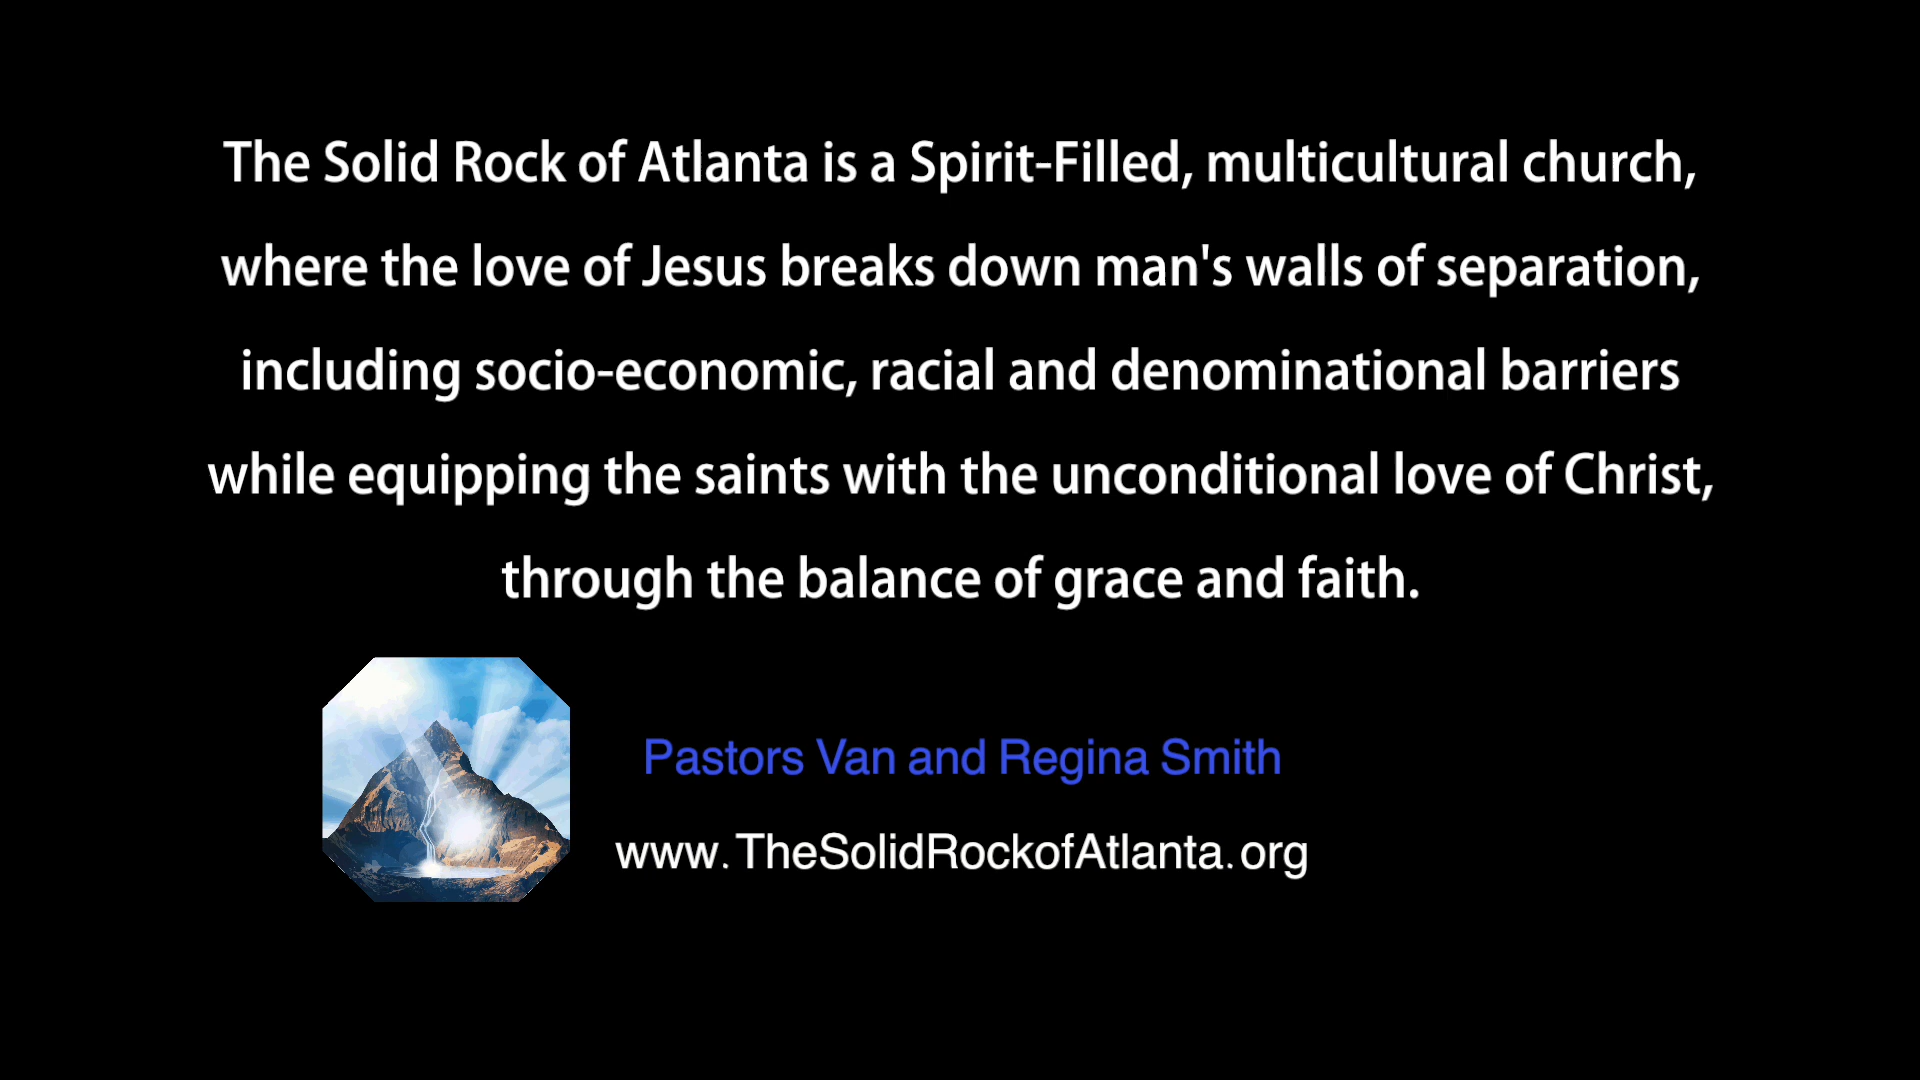 The Solid Rock of Atlanta is a Spirit-Filled, multicultural church,
where the love of Jesus breaks down man's walls of separation,
including socio-economic, racial and denominational barriers
while equipping the saints with the unconditional love of Christ,
through the balance of grace and faith.
Pastors Van and Regina Smith
www.TheSolidRockofAtlanta.org